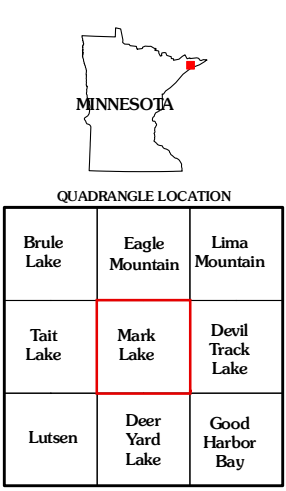 MINNESOTA
QUADRANGLE LOCATION
Brule
Lake
Eagle
Mountain
Lima
Mountain
Tait
Lake
Mark
Lake
Devil
Track
Lake
Lutsen
Deer
Yard
Lake
Good
Harbor
Bay